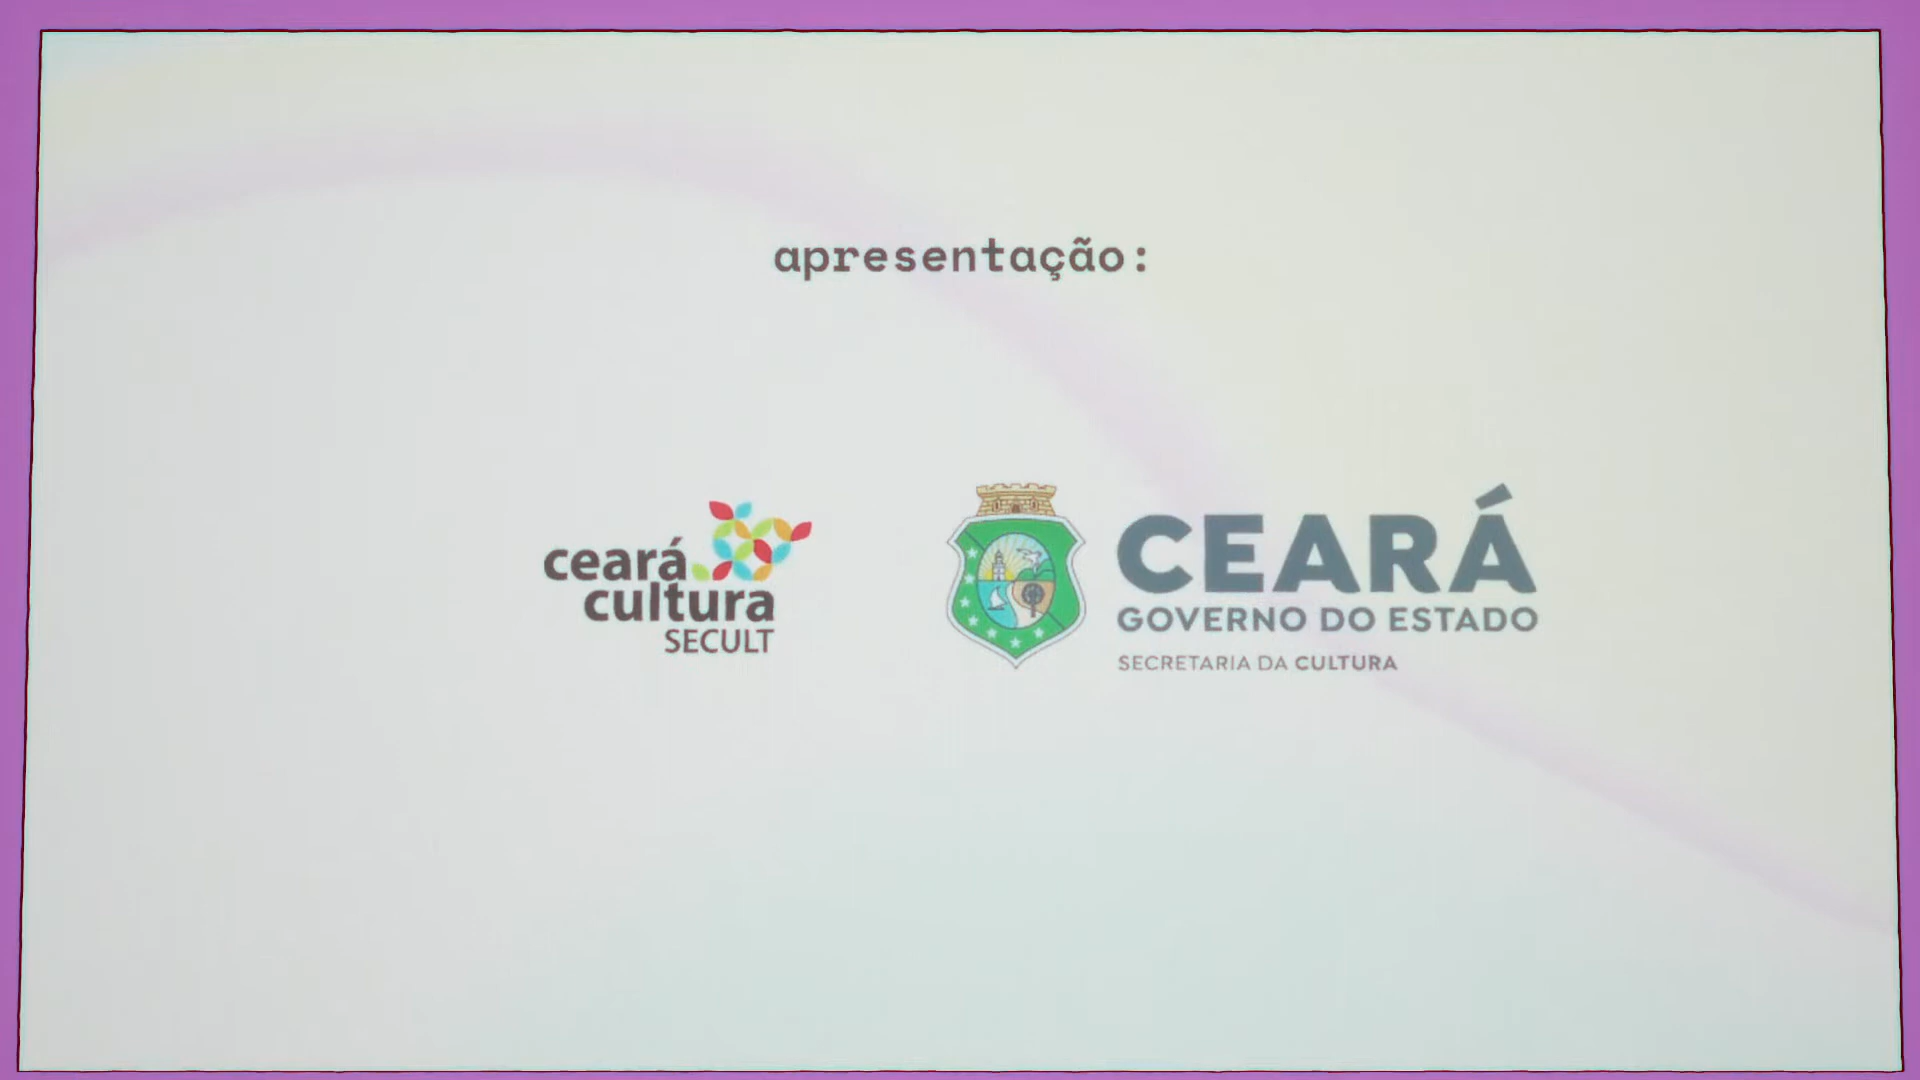 apresentação:
ceará
cultura
SECULT
CEARÁ
GOVERNO DO ESTADO
SECRETARIA DA CULTURA